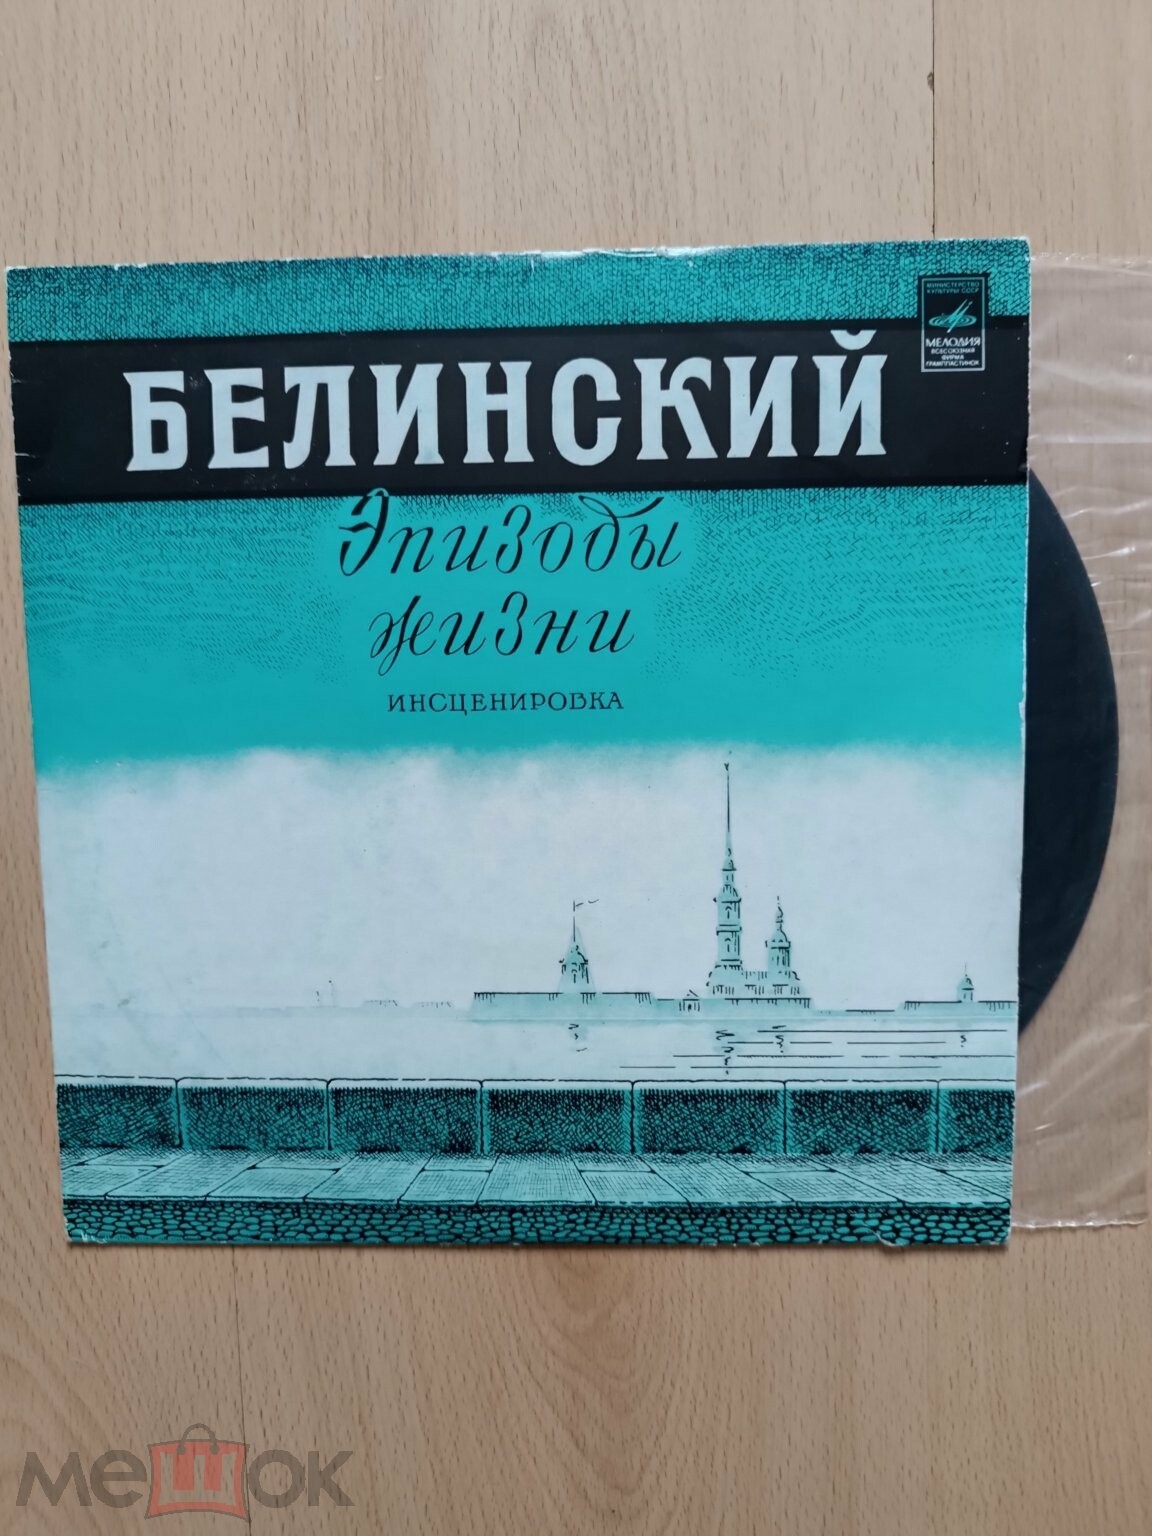 МИНИСТЕРСТВО
КУЛЬТУРЫ СССР
МЕЛОДИЯ
ВСЕСОЮЗНАЯ
ФИРМА
ГРАМПЛАСТИНОК
БЕЛИНСКИЙ
Эпизоды
жизни
ИНСЦЕНИРОВКА
мешок